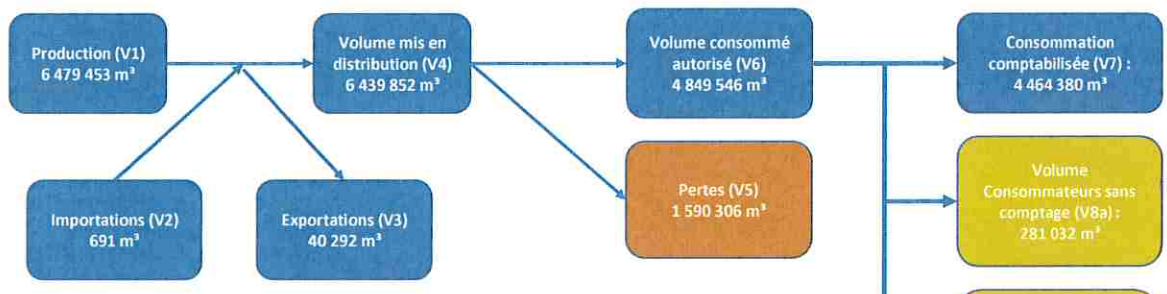 Production (V1)
6 479 453 m³
Volume mis en
distribution (V4)
6 439 852 m³
Volume consommé
autorisé (V6)
4 849 546 m³
Consommation
comptabilisée (V7) :
4 464 380 m³
Importations (V2)
691 m³
Exportations (V3)
40 292 m³
Pertes (V5)
1 590 306 m³
Volume
Consommateurs sans
comptage (V8a) :
281 032 m³